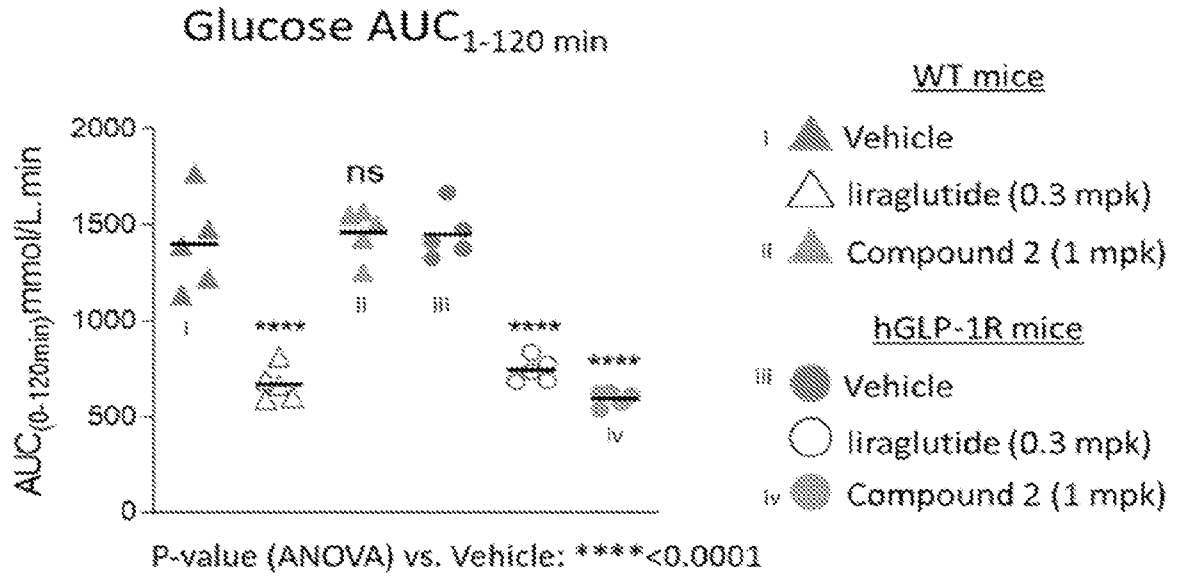 Glucose AUC1-120 min
WT mice
i Vehicle
liraglutide (0.3 mpk)
ii Compound 2 (1 mpk)
hGLP-1R mice
iii Vehicle
liraglutide (0.3 mpk)
iv Compound 2 (1 mpk)
AUC(0-120min)mmol/L.min
2000
1500
1000
500
0
ns
i
ii
iii
****
****
****
iv
P-value (ANOVA) vs. Vehicle: ****<0.0001